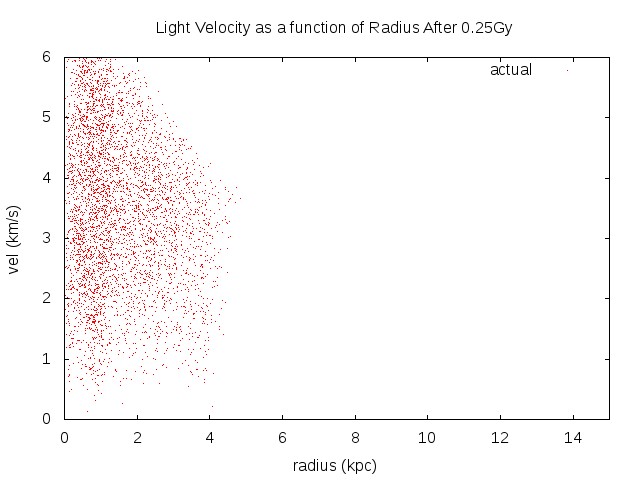 Light Velocity as a function of Radius After 0.25Gy
actual
6
5
4
3
2
1
0
vel (km/s)
0 2 4 6 8 10 12 14
radius (kpc)